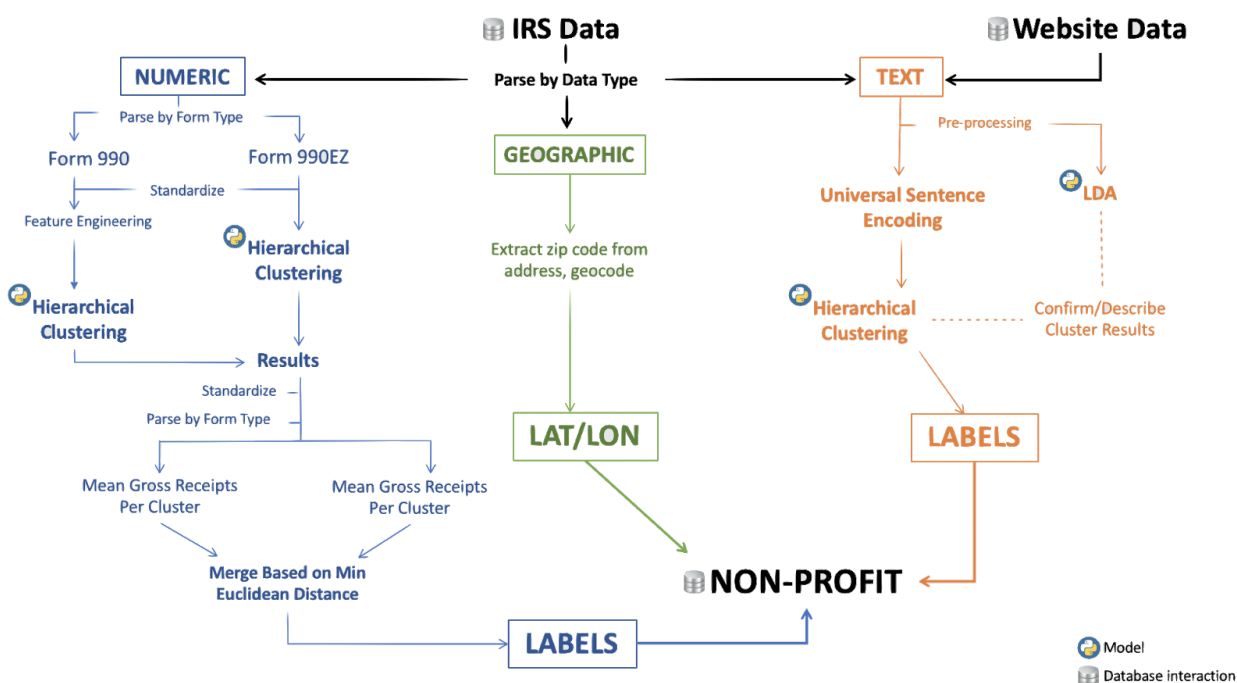 IRS Data
Website Data
NUMERIC
Parse by Data Type
TEXT
Parse by Form Type
Pre-processing
Form 990
Form 990EZ
GEOGRAPHIC
Standardize
Universal Sentence
Encoding
LDA
Feature Engineering
Hierarchical
Clustering
Extract zip code from
address, geocode
Hierarchical
Clustering
Hierarchical
Clustering
Confirm/Describe
Cluster Results
Results
Standardize
Parse by Form Type
LAT/LON
LABELS
Mean Gross Receipts
Per Cluster
Mean Gross Receipts
Per Cluster
Merge Based on Min
Euclidean Distance
NON-PROFIT
LABELS
Model
Database interaction